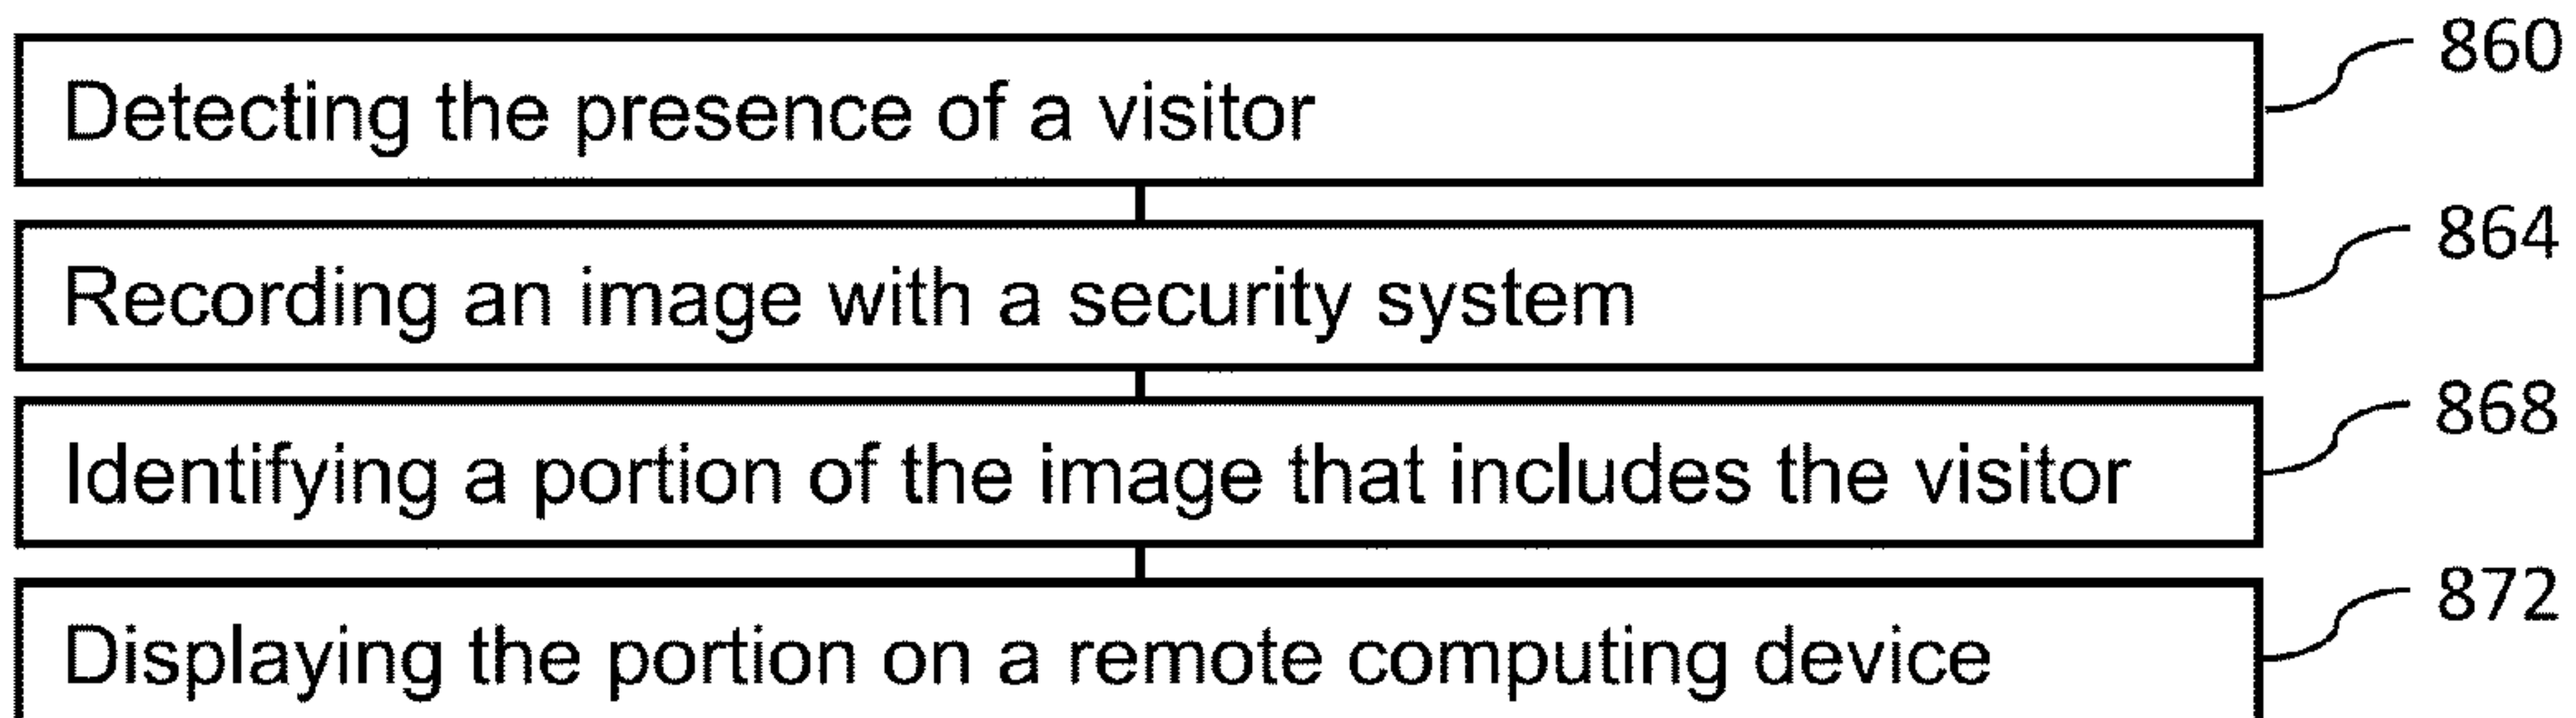 Detecting the presence of a visitor 860
Recording an image with a security system 864
Identifying a portion of the image that includes the visitor 868
Displaying the portion on a remote computing device 872